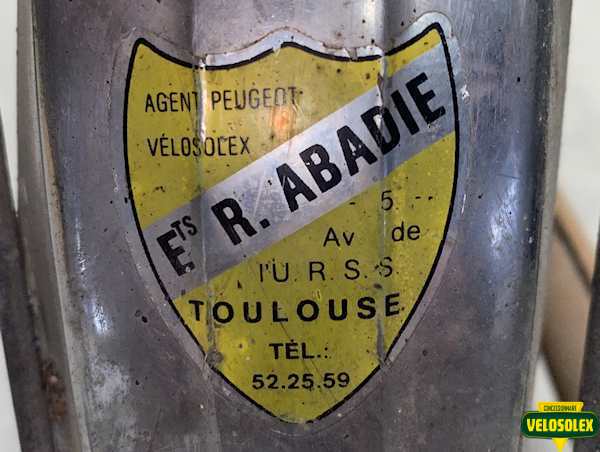 AGENT PEUGEOT
VÉLOSOLEX
ETS R. ABADIE
- 5 --
Av de
l'U.R.S.S
TOULOUSE
TÉL.:
52.25.59
CONCESSIONNAIRE
VELOSOLEX